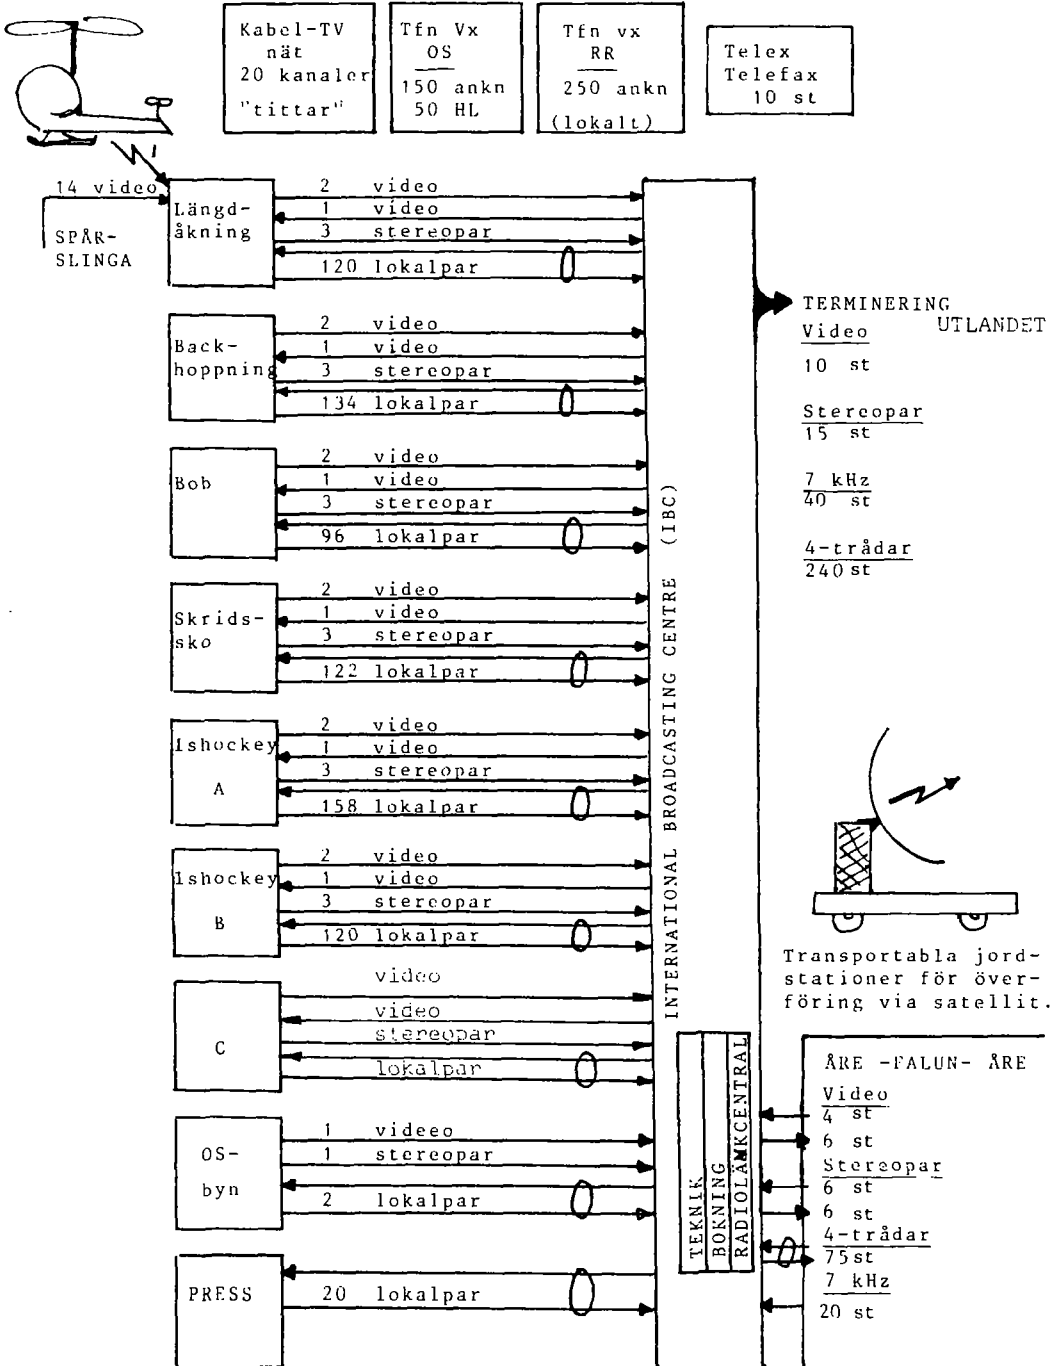 Kabel-TV
nät
20 kanaler
"tittar"
Tfn Vx
OS
150 ankn
50 HL
Tfn vx
RR
250 ankn
(lokalt)
Telex
Telefax
10 st
14 video
SPÅR-
SLINGA
Längd-
åkning
2 video
1 video
3 stereopar
120 lokalpar
Back-
hoppning
2 video
1 video
3 stereopar
134 lokalpar
Bob
2 video
1 video
3 stereopar
96 lokalpar
Skrids-
sko
2 video
1 video
3 stereopar
122 lokalpar
Ishockey
A
2 video
1 video
3 stereopar
158 lokalpar
Ishockey
B
2 video
1 video
3 stereopar
120 lokalpar
C
video
video
stereopar
lokalpar
OS-
byn
1 videeo
1 stereopar
2 lokalpar
PRESS
20 lokalpar
INTERNATIONAL BROADCASTING CENTRE (IBC)
TEKNIK
BOKNING
RADIOLÄNKCENTRAL
TERMINERING
UTLANDET
Video
10 st
Stereopar
15 st
7 kHz
40 st
4-trådar
240 st
Transportabla jord-
stationer för över-
föring via satellit.
ÅRE -FALUN- ÅRE
Video
4 st
6 st
Stereopar
6 st
6 st
4-trådar
75 st
7 kHz
20 st